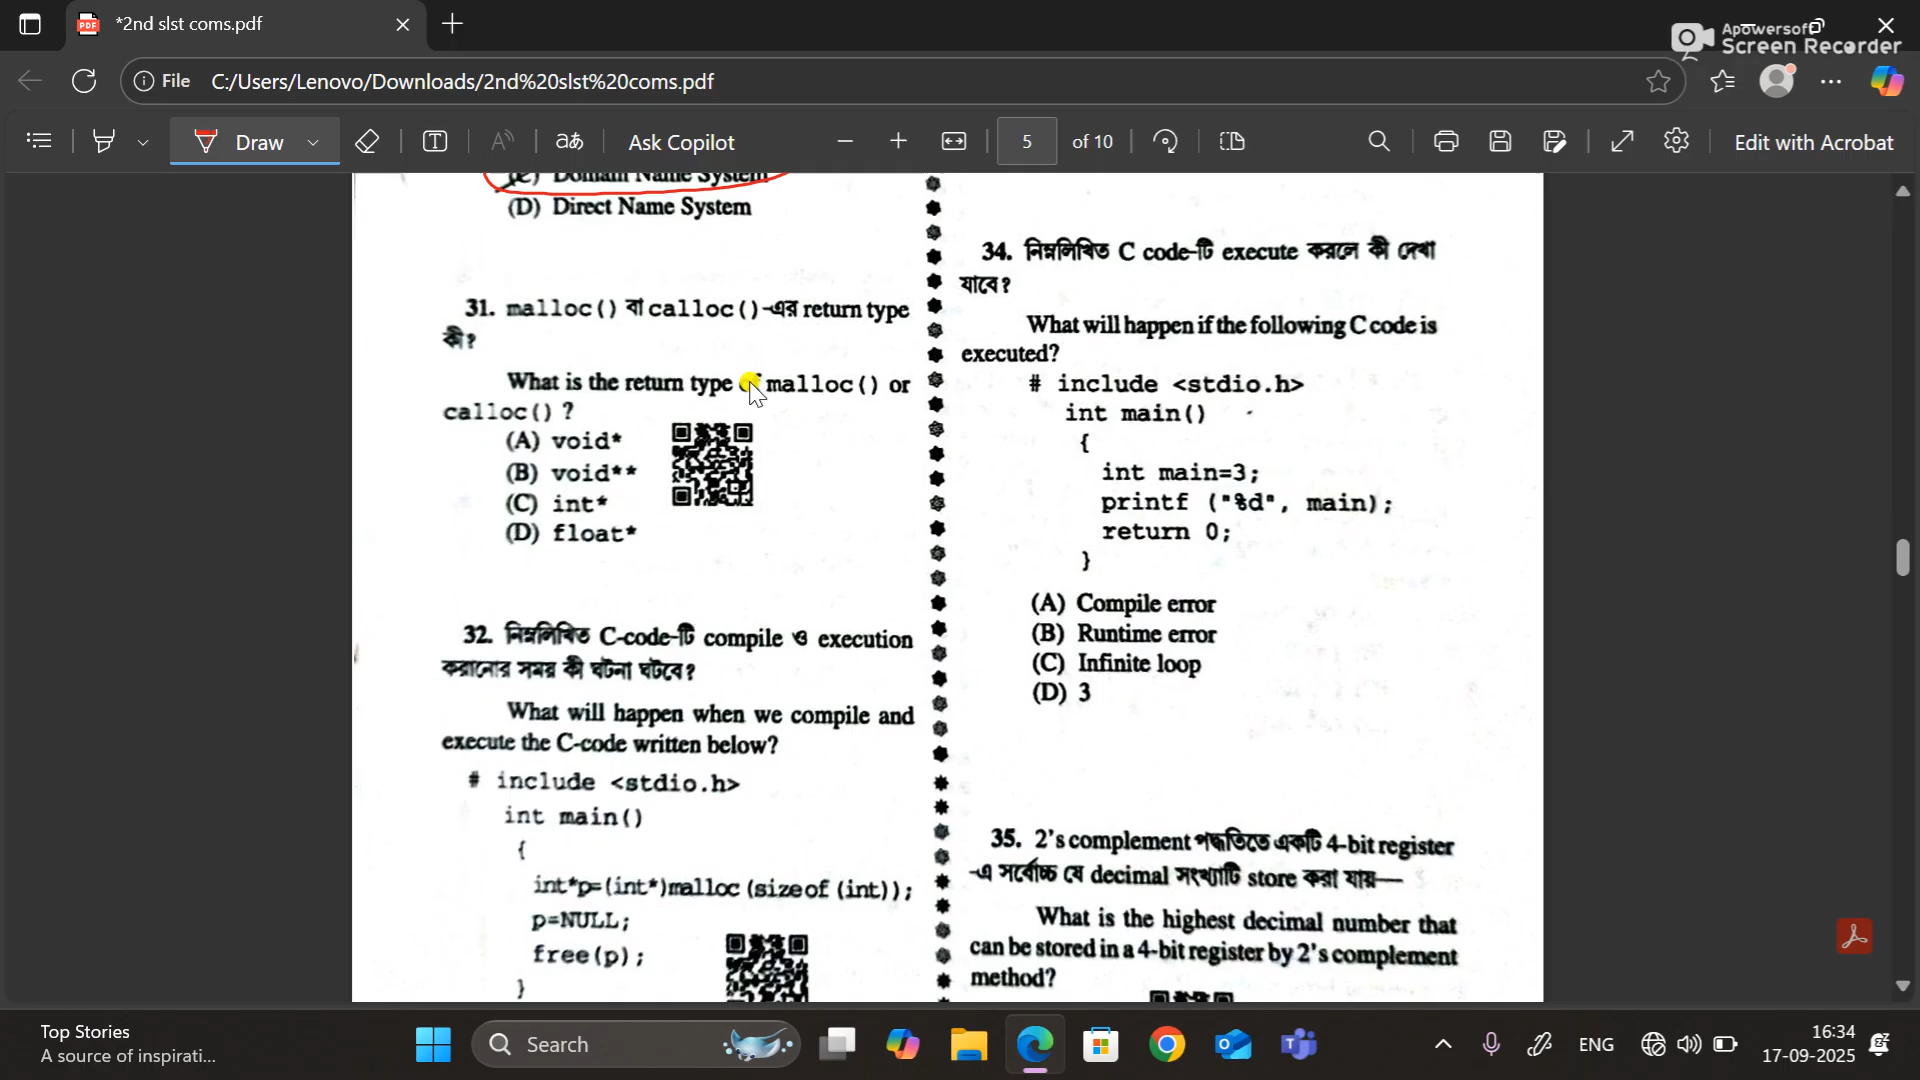 *2nd slst coms.pdf
Apowersoft
Screen Recorder
File C:/Users/Lenovo/Downloads/2nd%20slst%20coms.pdf
Draw
Ask Copilot
5 of 10
Edit with Acrobat
(C) Domain Name System
(D) Direct Name System
31. malloc() বা calloc()-এর return type
কী?
What is the return type of malloc() or
calloc() ?
(A) void*
(B) void**
(C) int*
(D) float*
32. নিম্নলিখিত C-code-টি compile ও execution
করানোর সময় কী ঘটনা ঘটবে?
What will happen when we compile and
execute the C-code written below?
# include <stdio.h>
int main()
{
int*p=(int*)malloc(sizeof(int));
p=NULL;
free(p);
}
34. নিম্নলিখিত C code-টি execute করলে কী দেখা
যাবে?
What will happen if the following C code is
executed?
# include <stdio.h>
int main()
{
int main=3;
printf ("%d", main);
return 0;
}
(A) Compile error
(B) Runtime error
(C) Infinite loop
(D) 3
35. 2's complement পদ্ধতিতে একটি 4-bit register
-এ সর্বোচ্চ যে decimal সংখ্যাটি store করা যায়—
What is the highest decimal number that
can be stored in a 4-bit register by 2's complement
method?
Top Stories
A source of inspirati...
Search
ENG
16:34
17-09-2025